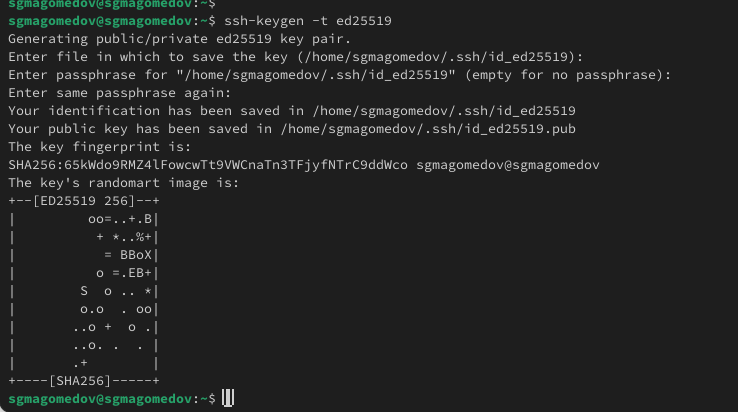 sgmagomedov@sgmagomedov:~$
sgmagomedov@sgmagomedov:~$ ssh-keygen -t ed25519
Generating public/private ed25519 key pair.
Enter file in which to save the key (/home/sgmagomedov/.ssh/id_ed25519):
Enter passphrase for "/home/sgmagomedov/.ssh/id_ed25519" (empty for no passphrase):
Enter same passphrase again:
Your identification has been saved in /home/sgmagomedov/.ssh/id_ed25519
Your public key has been saved in /home/sgmagomedov/.ssh/id_ed25519.pub
The key fingerprint is:
SHA256:65kWdo9RMZ4lFowcwTt9VWCnaTn3TFjyfNTrC9ddWco sgmagomedov@sgmagomedov
The key's randomart image is:
+--[ED25519 256]--+
|         oo=..+.B|
|          + *..%+|
|           = BBoX|
|          o =.EB+|
|        S  o .. *|
|        o.o  . oo|
|       ..o +  o .|
|       ..o. .  . |
|       .+        |
+----[SHA256]-----+
sgmagomedov@sgmagomedov:~$